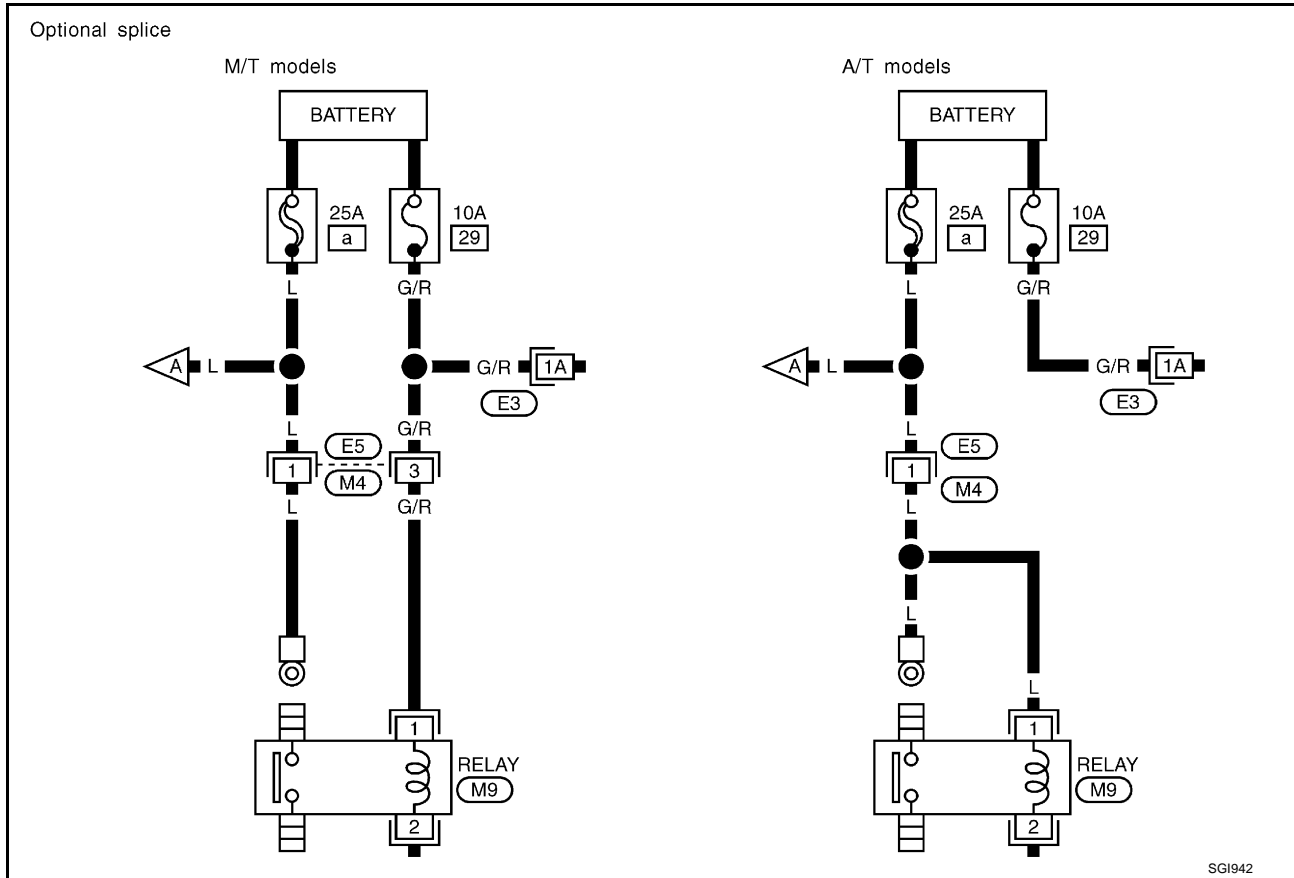 Optional splice
M/T models
BATTERY
25A
a
10A
29
L
G/R
A
L
G/R
1A
E3
L
G/R
1
E5
M4
3
L
G/R
1
RELAY
M9
2
A/T models
BATTERY
25A
a
10A
29
L
G/R
A
L
G/R
1A
E3
L
1
E5
M4
L
L
L
1
RELAY
M9
2
SGI942